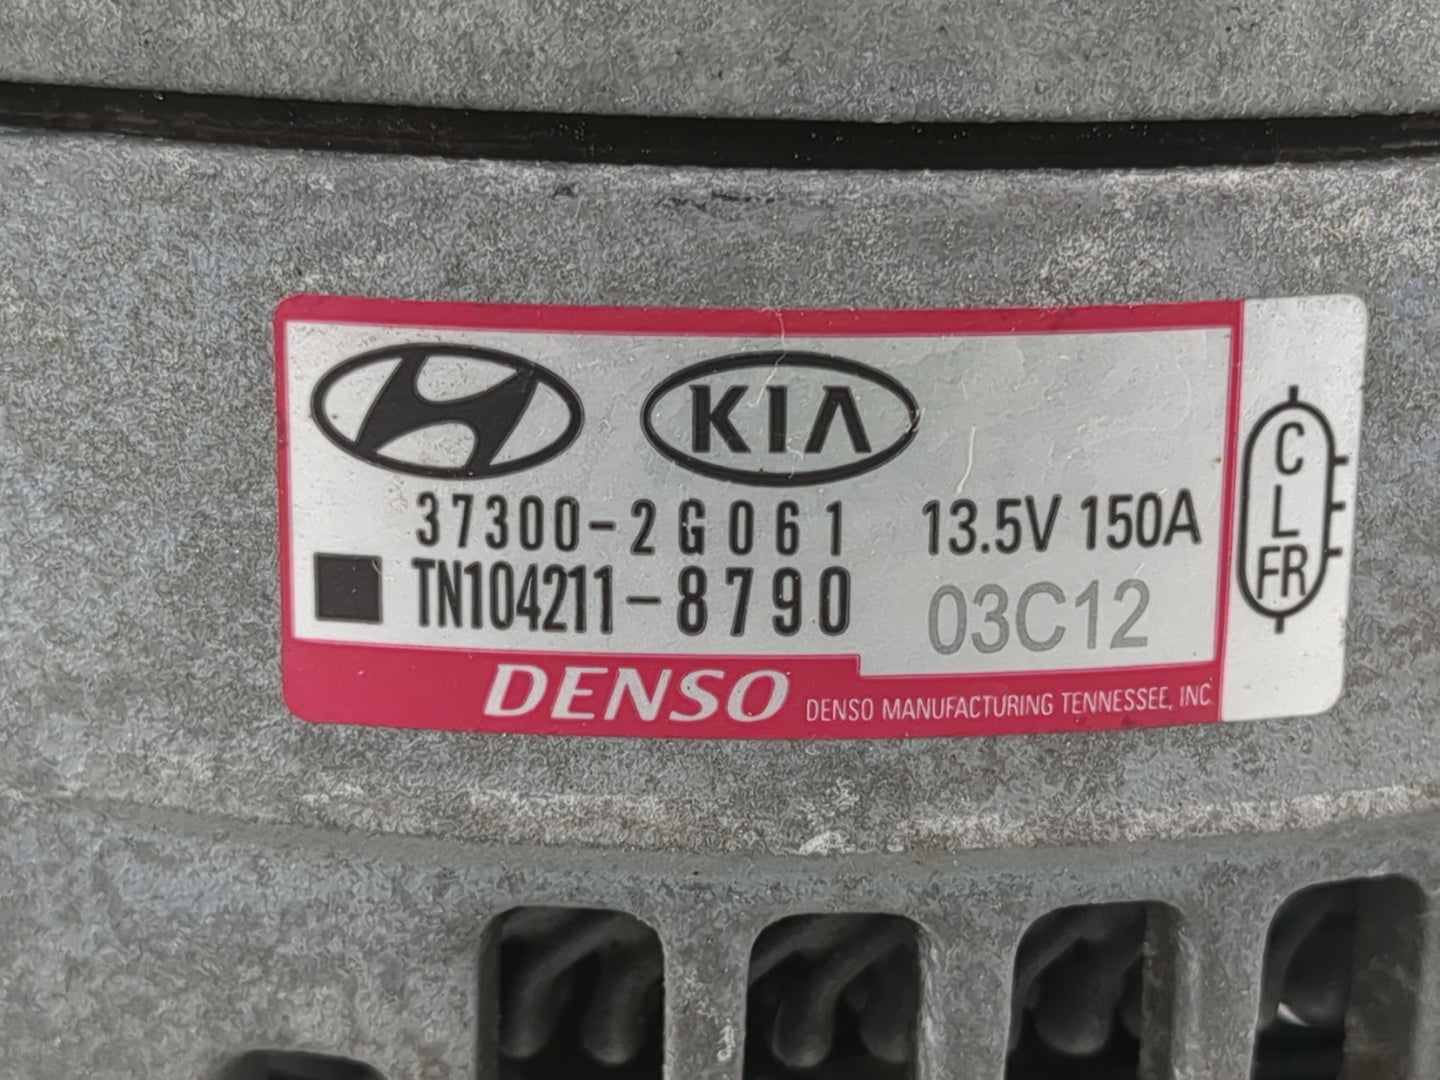 KIA
37300-2G061 13.5V 150A
TN104211-8790 03C12
DENSO DENSO MANUFACTURING TENNESSEE, INC
C
L
FR